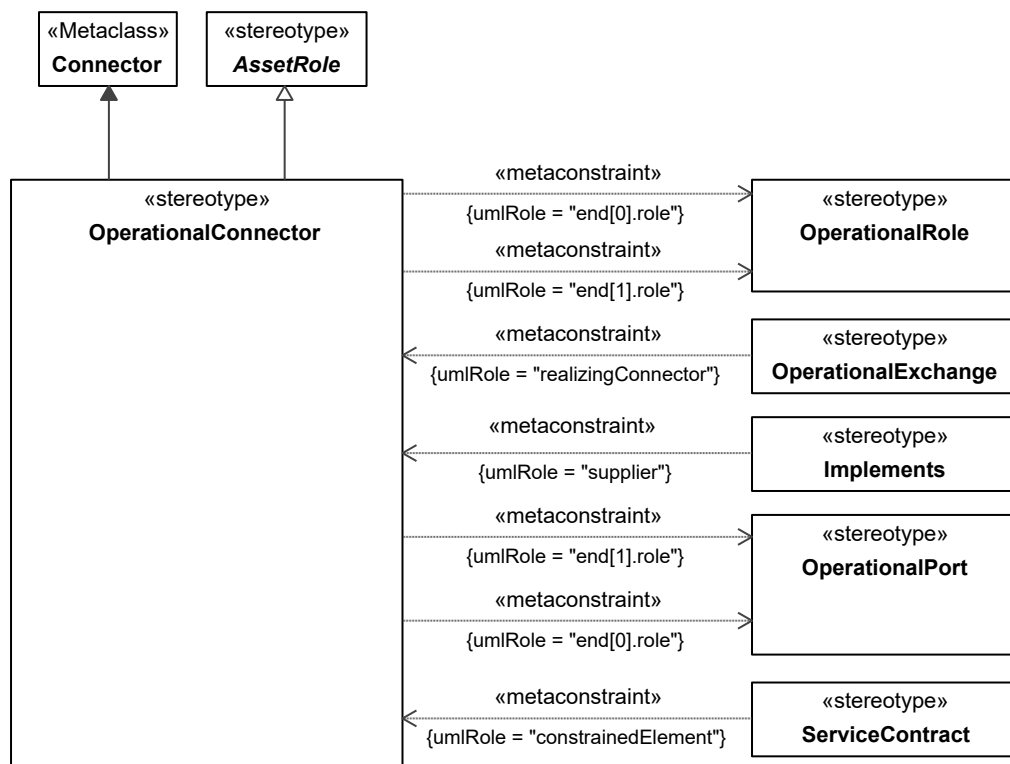 «Metaclass»
Connector
«stereotype»
AssetRole
«stereotype»
OperationalConnector
«metaconstraint»
{umlRole = "end[0].role"}
«metaconstraint»
{umlRole = "end[1].role"}
«stereotype»
OperationalRole
«metaconstraint»
{umlRole = "realizingConnector"}
«stereotype»
OperationalExchange
«metaconstraint»
{umlRole = "supplier"}
«stereotype»
Implements
«metaconstraint»
{umlRole = "end[1].role"}
«metaconstraint»
{umlRole = "end[0].role"}
«stereotype»
OperationalPort
«metaconstraint»
{umlRole = "constrainedElement"}
«stereotype»
ServiceContract